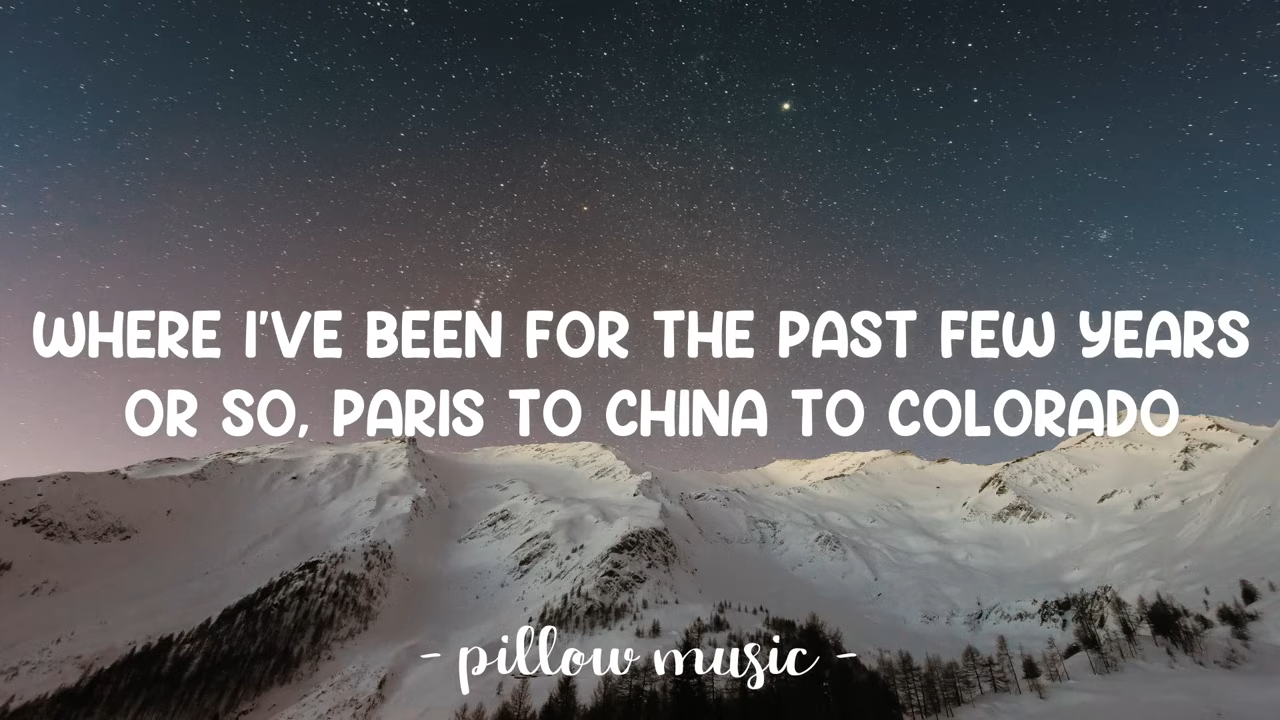 WHERE I'VE BEEN FOR THE PAST FEW YEARS
OR SO, PARIS TO CHINA TO COLORADO
- pillow music -